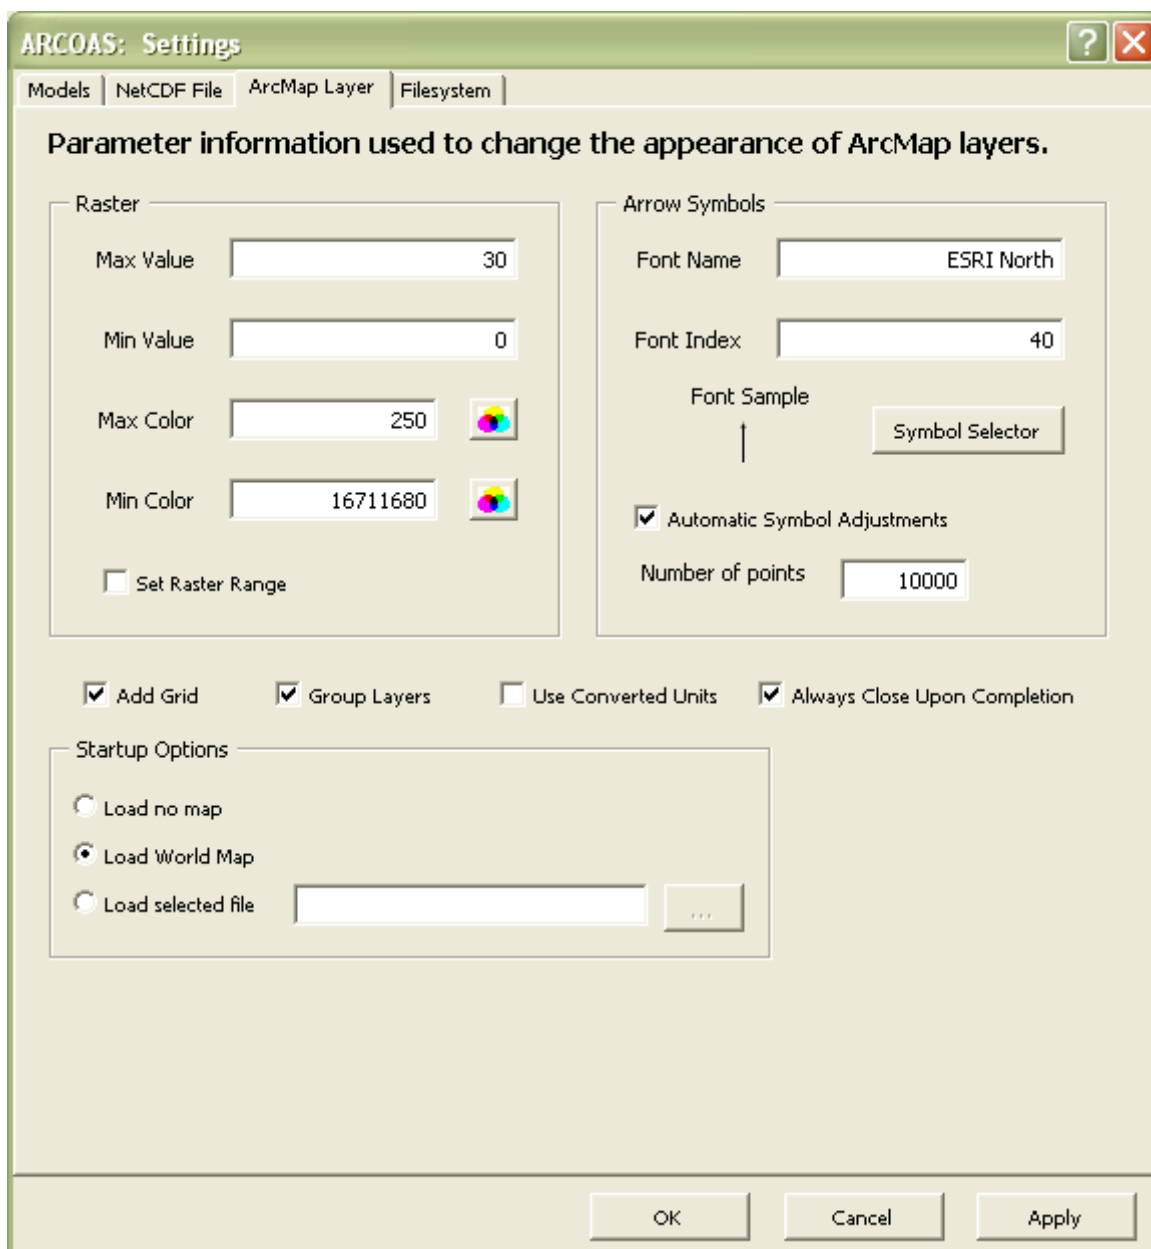 ARCOAS: Settings
Models NetCDF File ArcMap Layer Filesystem
Parameter information used to change the appearance of ArcMap layers.
Raster
Max Value 30
Min Value 0
Max Color 250
Min Color 16711680
Set Raster Range
Arrow Symbols
Font Name ESRI North
Font Index 40
Font Sample
Symbol Selector
Automatic Symbol Adjustments
Number of points 10000
Add Grid Group Layers Use Converted Units Always Close Upon Completion
Startup Options
Load no map
Load World Map
Load selected file ...
OK Cancel Apply